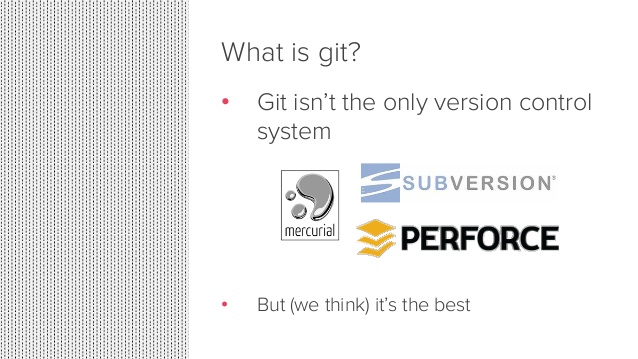 What is git?
• Git isn’t the only version control
system
mercurial
SUBVERSION®
PERFORCE
• But (we think) it’s the best